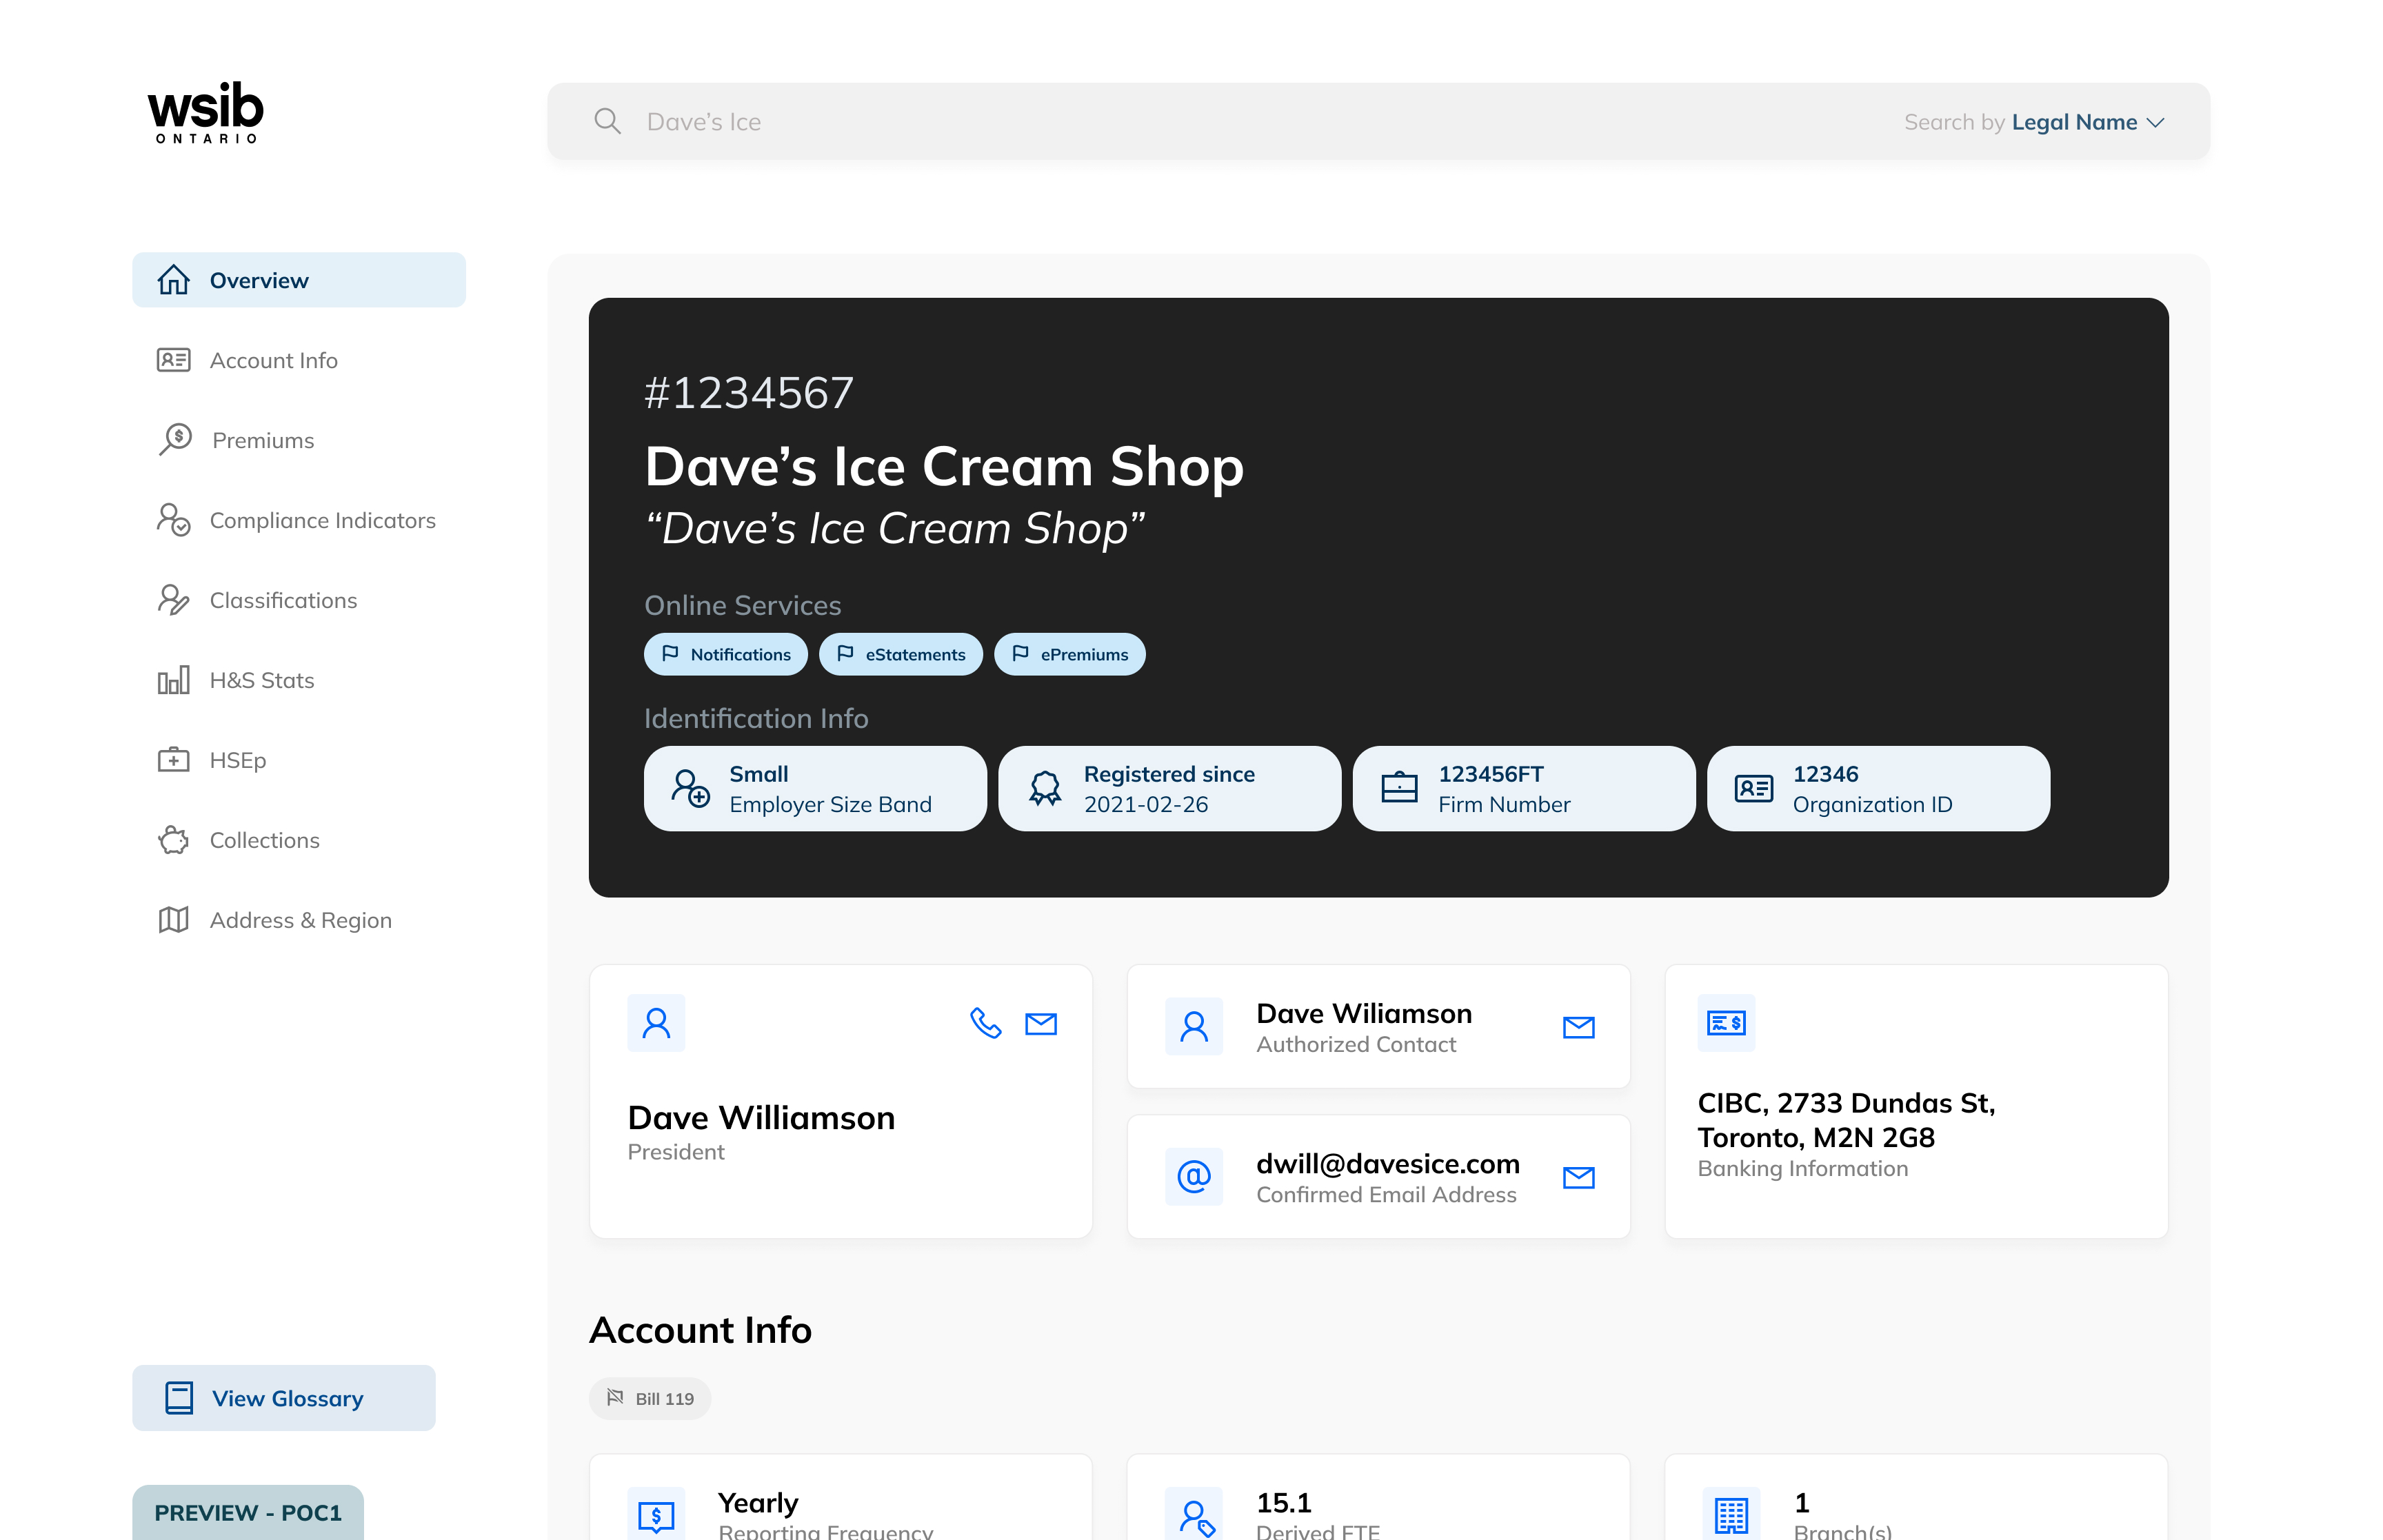 wsib
ONTARIO
Dave’s Ice
Search by Legal Name
Overview
Account Info
Premiums
Compliance Indicators
Classifications
H&S Stats
HSEp
Collections
Address & Region
View Glossary
PREVIEW - POC1
#1234567
Dave’s Ice Cream Shop
“Dave’s Ice Cream Shop”
Online Services
Notifications
eStatements
ePremiums
Identification Info
Small
Employer Size Band
Registered since
2021-02-26
123456FT
Firm Number
12346
Organization ID
Dave Williamson
President
Dave Wiliamson
Authorized Contact
dwill@davesice.com
Confirmed Email Address
CIBC, 2733 Dundas St,
Toronto, M2N 2G8
Banking Information
Account Info
Bill 119
Yearly
Reporting Frequency
15.1
Derived FTE
1
Branch(s)